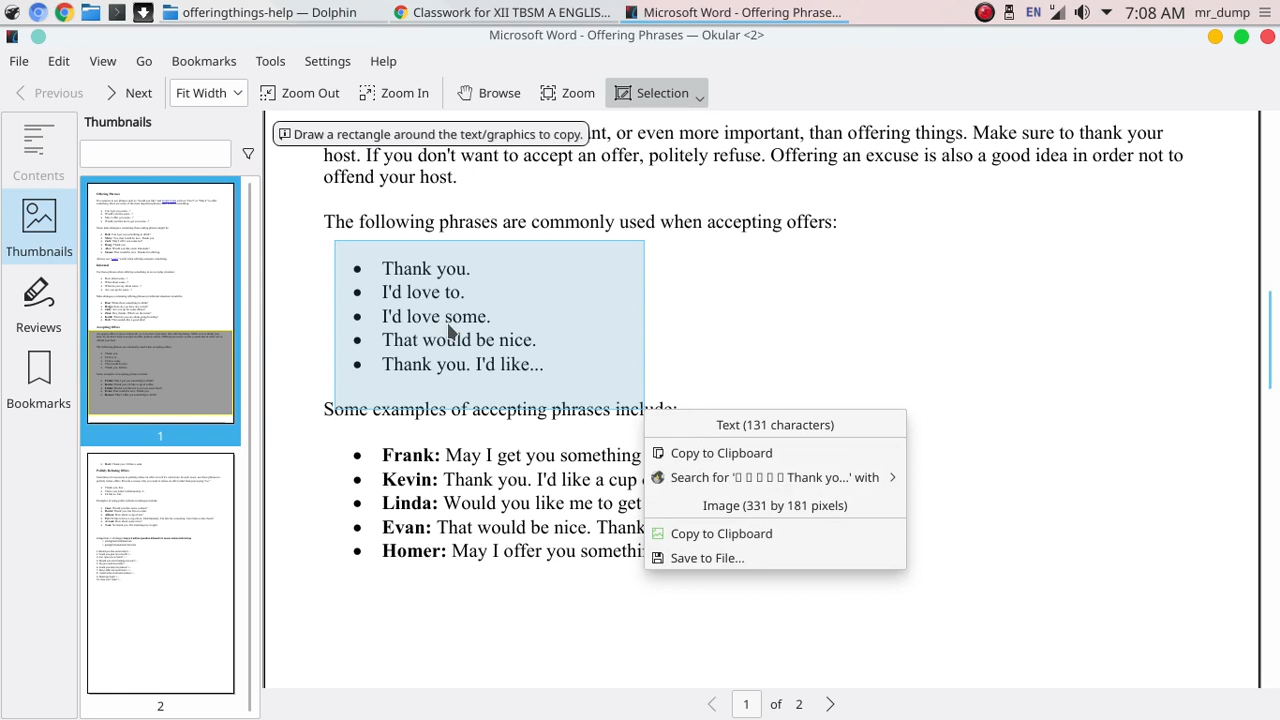 offeringthings-help — Dolphin
Classwork for XII TBSM A ENGLIS...
Microsoft Word - Offering Phrase...
EN
7:08 AM
mr_dump
Microsoft Word - Offering Phrases — Okular <2>
File Edit View Go Bookmarks Tools Settings Help
Previous Next Fit Width Zoom Out Zoom In Browse Zoom Selection
Contents
Thumbnails
Reviews
Bookmarks
Thumbnails
1
2
Draw a rectangle around the text/graphics to copy.
nt, or even more important, than offering things. Make sure to thank your
host. If you don't want to accept an offer, politely refuse. Offering an excuse is also a good idea in order not to
offend your host.
The following phrases are commonly used when accepting offers:
• Thank you.
• I'd love to.
• I'd love some.
• That would be nice.
• Thank you. I'd like...
Some examples of accepting phrases include:
• Frank: May I get you something
• Kevin: Thank you. I'd like a cup
• Linda: Would you like me to get
• Evan: That would be nice. Thank
• Homer: May I offer you somethi
Text (131 characters)
Copy to Clipboard
Search for '▯ ▯ ▯ ▯ ▯ Thank yo...' with
Image (331 by 181 pixels)
Copy to Clipboard
Save to File...
1 of 2